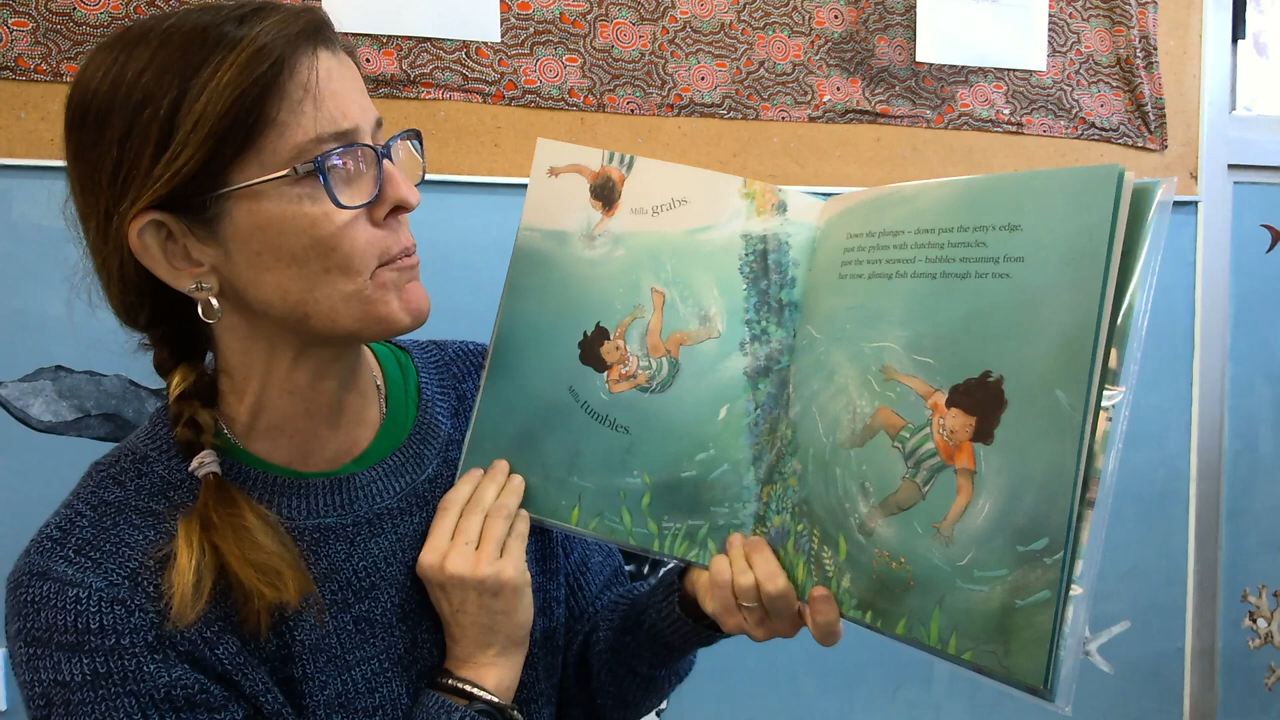 Milla grabs.
Milla tumbles.
Down she plunges – down past the jetty's edge,
past the pylons with clutching barnacles,
past the wavy seaweed – bubbles streaming from
her nose, glinting fish darting through her toes.